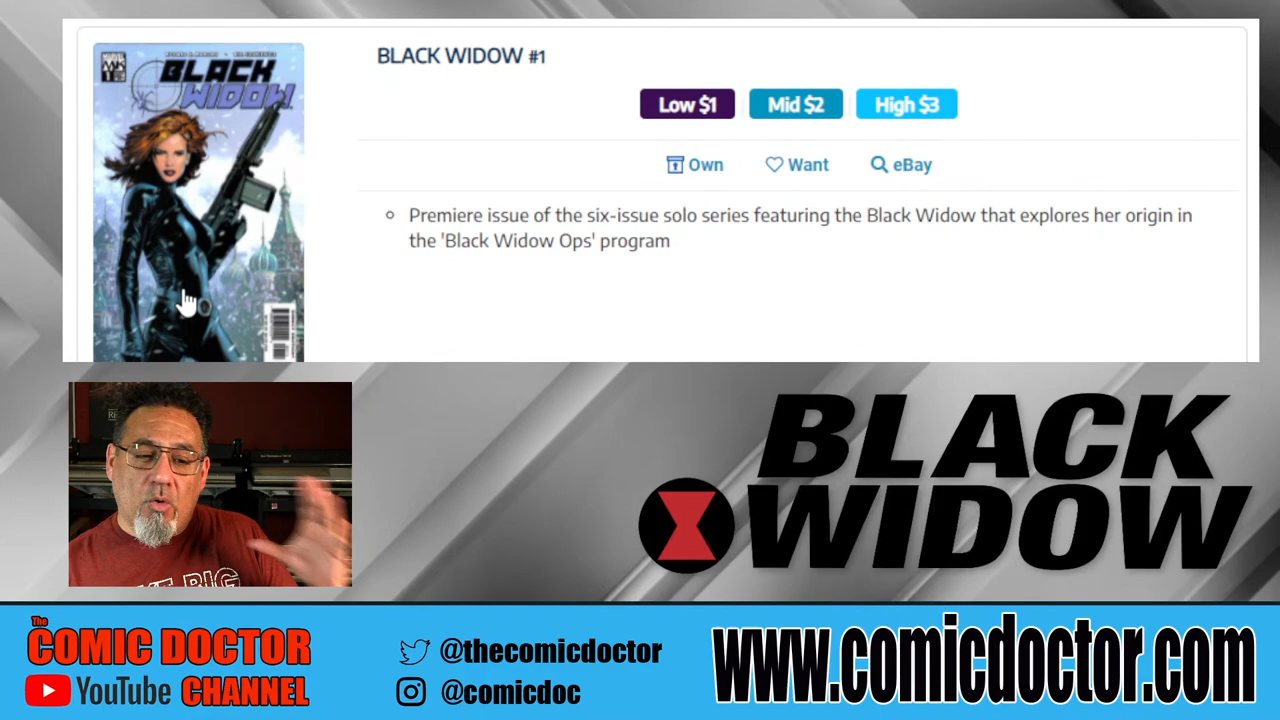 BLACK WIDOW #1
Low $1 Mid $2 High $3
Own Want eBay
Premiere issue of the six-issue solo series featuring the Black Widow that explores her origin in
the 'Black Widow Ops' program
BLACK
WIDOW
BIG
BLACK
WIDOW
The
COMIC DOCTOR
YouTube CHANNEL
@thecomicdoctor
@comicdoc
www.comicdoctor.com